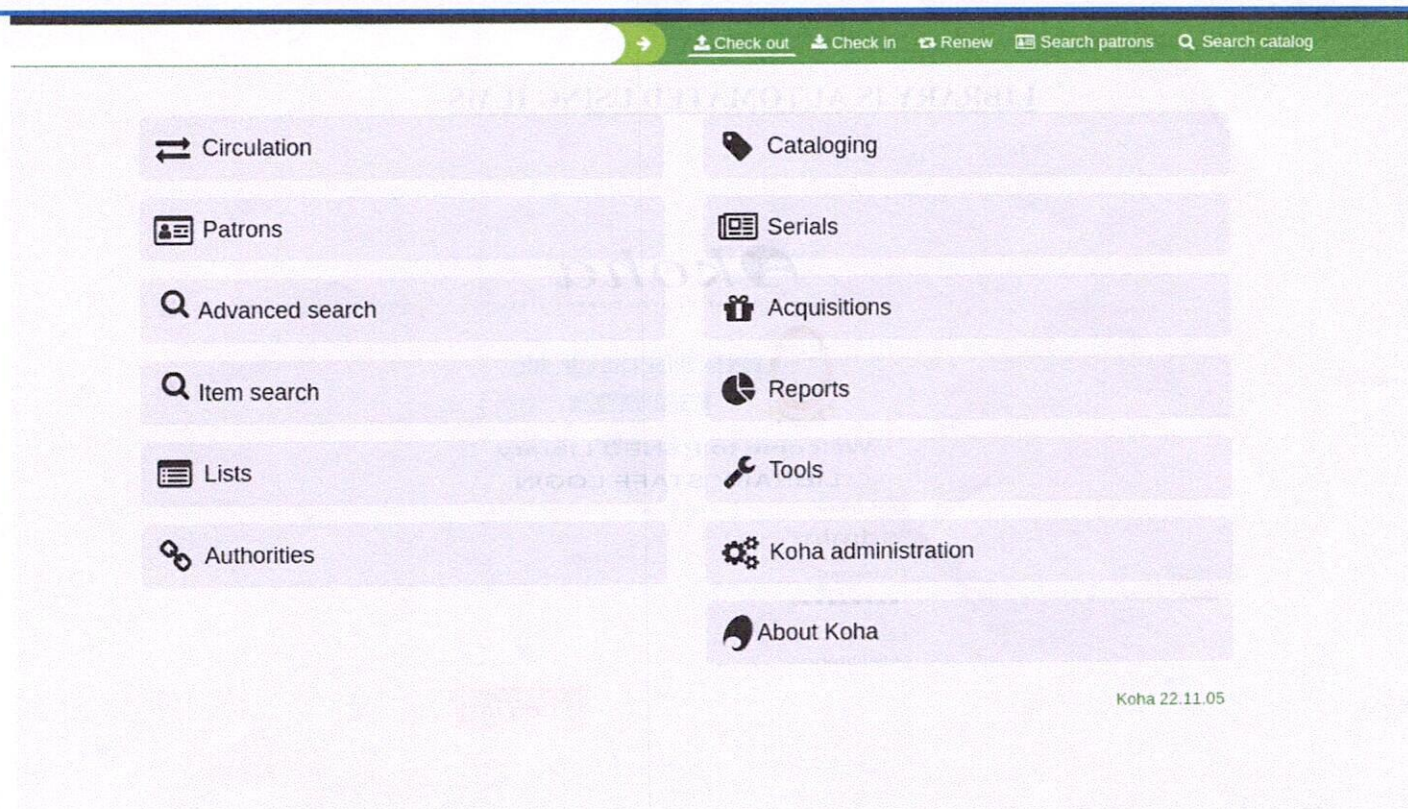 Check out Check in Renew Search patrons Search catalog
Circulation
Cataloging
Patrons
Serials
Advanced search
Acquisitions
Item search
Reports
Lists
Tools
Authorities
Koha administration
About Koha
Koha 22.11.05